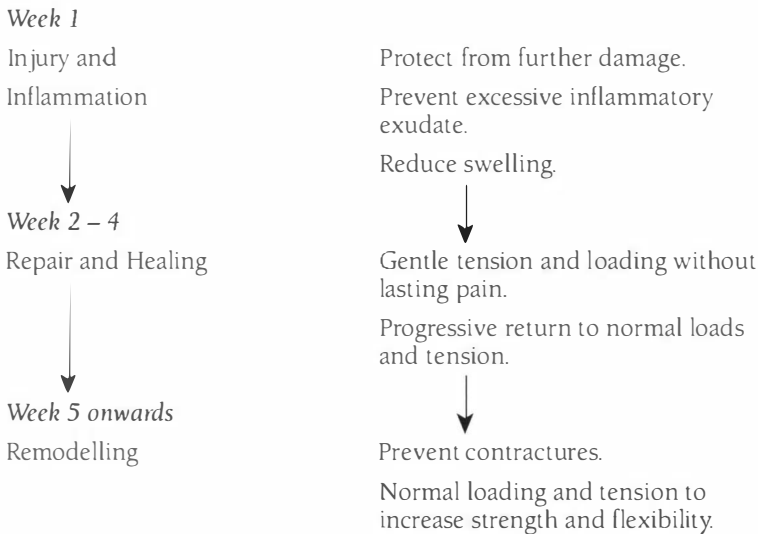 Week 1
Injury and
Inflammation
Protect from further damage.
Prevent excessive inflammatory
exudate.
Reduce swelling.
Week 2 – 4
Repair and Healing
Gentle tension and loading without
lasting pain.
Progressive return to normal loads
and tension.
Week 5 onwards
Remodelling
Prevent contractures.
Normal loading and tension to
increase strength and flexibility.